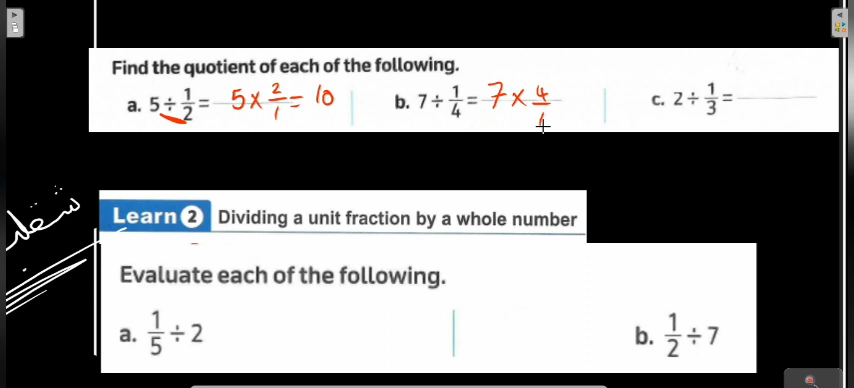 Find the quotient of each of the following.
a. 5 ÷ 1/2 = 5 × 2/1 = 10 b. 7 ÷ 1/4 = 7 × 4/1 c. 2 ÷ 1/3 =
Learn 2 Dividing a unit fraction by a whole number
Evaluate each of the following.
a. 1/5 ÷ 2 b. 1/2 ÷ 7